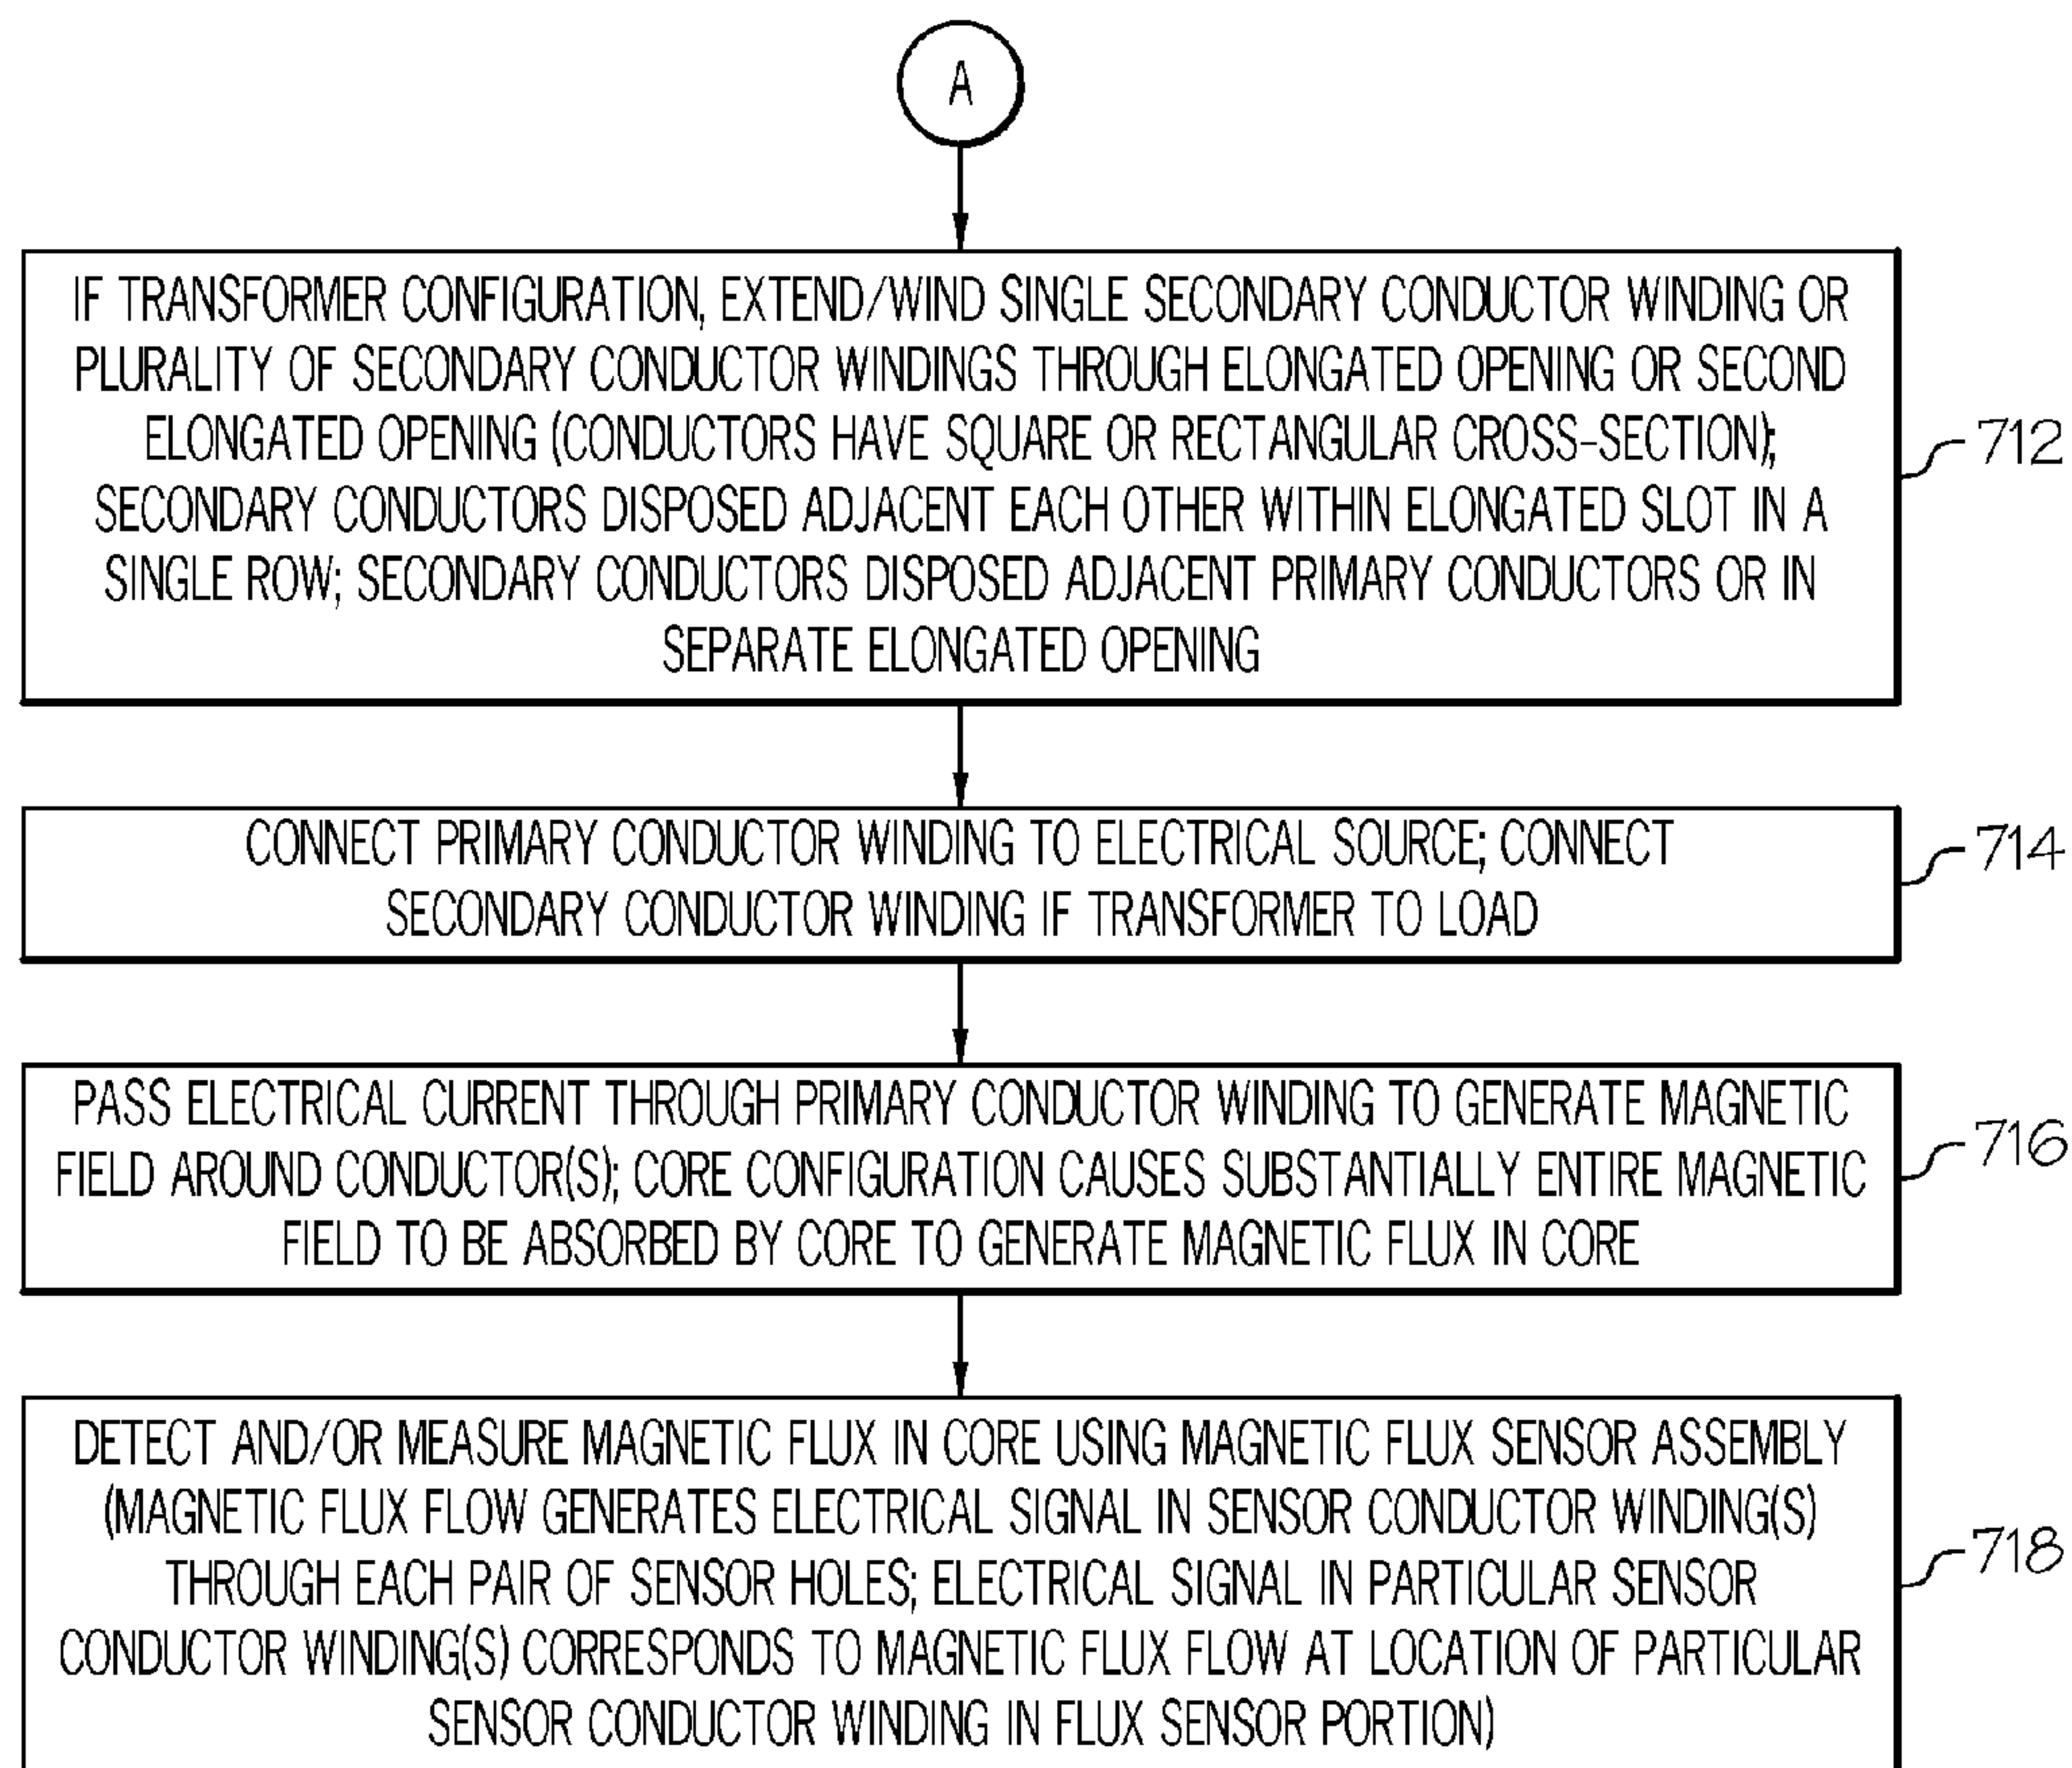 A
IF TRANSFORMER CONFIGURATION, EXTEND/WIND SINGLE SECONDARY CONDUCTOR WINDING OR
PLURALITY OF SECONDARY CONDUCTOR WINDINGS THROUGH ELONGATED OPENING OR SECOND
ELONGATED OPENING (CONDUCTORS HAVE SQUARE OR RECTANGULAR CROSS-SECTION);
SECONDARY CONDUCTORS DISPOSED ADJACENT EACH OTHER WITHIN ELONGATED SLOT IN A
SINGLE ROW; SECONDARY CONDUCTORS DISPOSED ADJACENT PRIMARY CONDUCTORS OR IN
SEPARATE ELONGATED OPENING
712
CONNECT PRIMARY CONDUCTOR WINDING TO ELECTRICAL SOURCE; CONNECT
SECONDARY CONDUCTOR WINDING IF TRANSFORMER TO LOAD
714
PASS ELECTRICAL CURRENT THROUGH PRIMARY CONDUCTOR WINDING TO GENERATE MAGNETIC
FIELD AROUND CONDUCTOR(S); CORE CONFIGURATION CAUSES SUBSTANTIALLY ENTIRE MAGNETIC
FIELD TO BE ABSORBED BY CORE TO GENERATE MAGNETIC FLUX IN CORE
716
DETECT AND/OR MEASURE MAGNETIC FLUX IN CORE USING MAGNETIC FLUX SENSOR ASSEMBLY
(MAGNETIC FLUX FLOW GENERATES ELECTRICAL SIGNAL IN SENSOR CONDUCTOR WINDING(S)
THROUGH EACH PAIR OF SENSOR HOLES; ELECTRICAL SIGNAL IN PARTICULAR SENSOR
CONDUCTOR WINDING(S) CORRESPONDS TO MAGNETIC FLUX FLOW AT LOCATION OF PARTICULAR
SENSOR CONDUCTOR WINDING IN FLUX SENSOR PORTION)
718